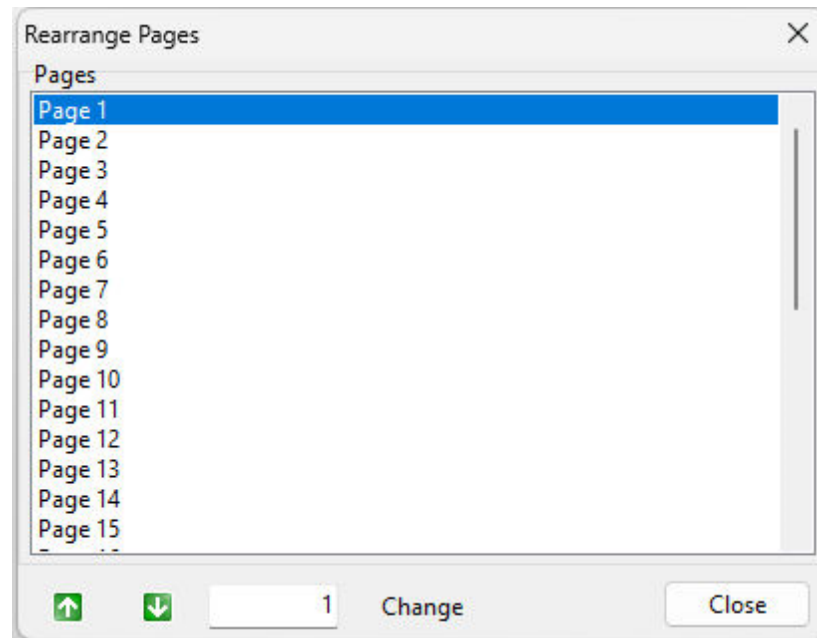 Rearrange Pages
Pages
Page 1
Page 2
Page 3
Page 4
Page 5
Page 6
Page 7
Page 8
Page 9
Page 10
Page 11
Page 12
Page 13
Page 14
Page 15
1 Change Close